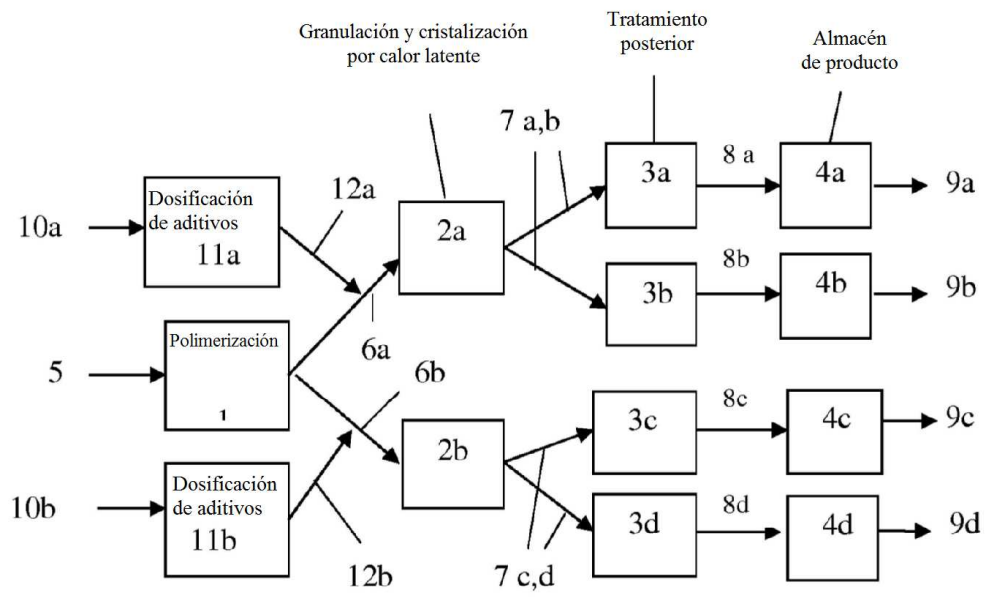 Granulación y cristalización
por calor latente
Tratamiento
posterior
Almacén
de producto
7 a,b
3a
8 a
4a
9a
10a
Dosificación
de aditivos
11a
12a
2a
3b
8b
4b
9b
5
Polimerización
1
6a
6b
3c
8c
4c
9c
2b
10b
Dosificación
de aditivos
11b
12b
7 c,d
3d
8d
4d
9d